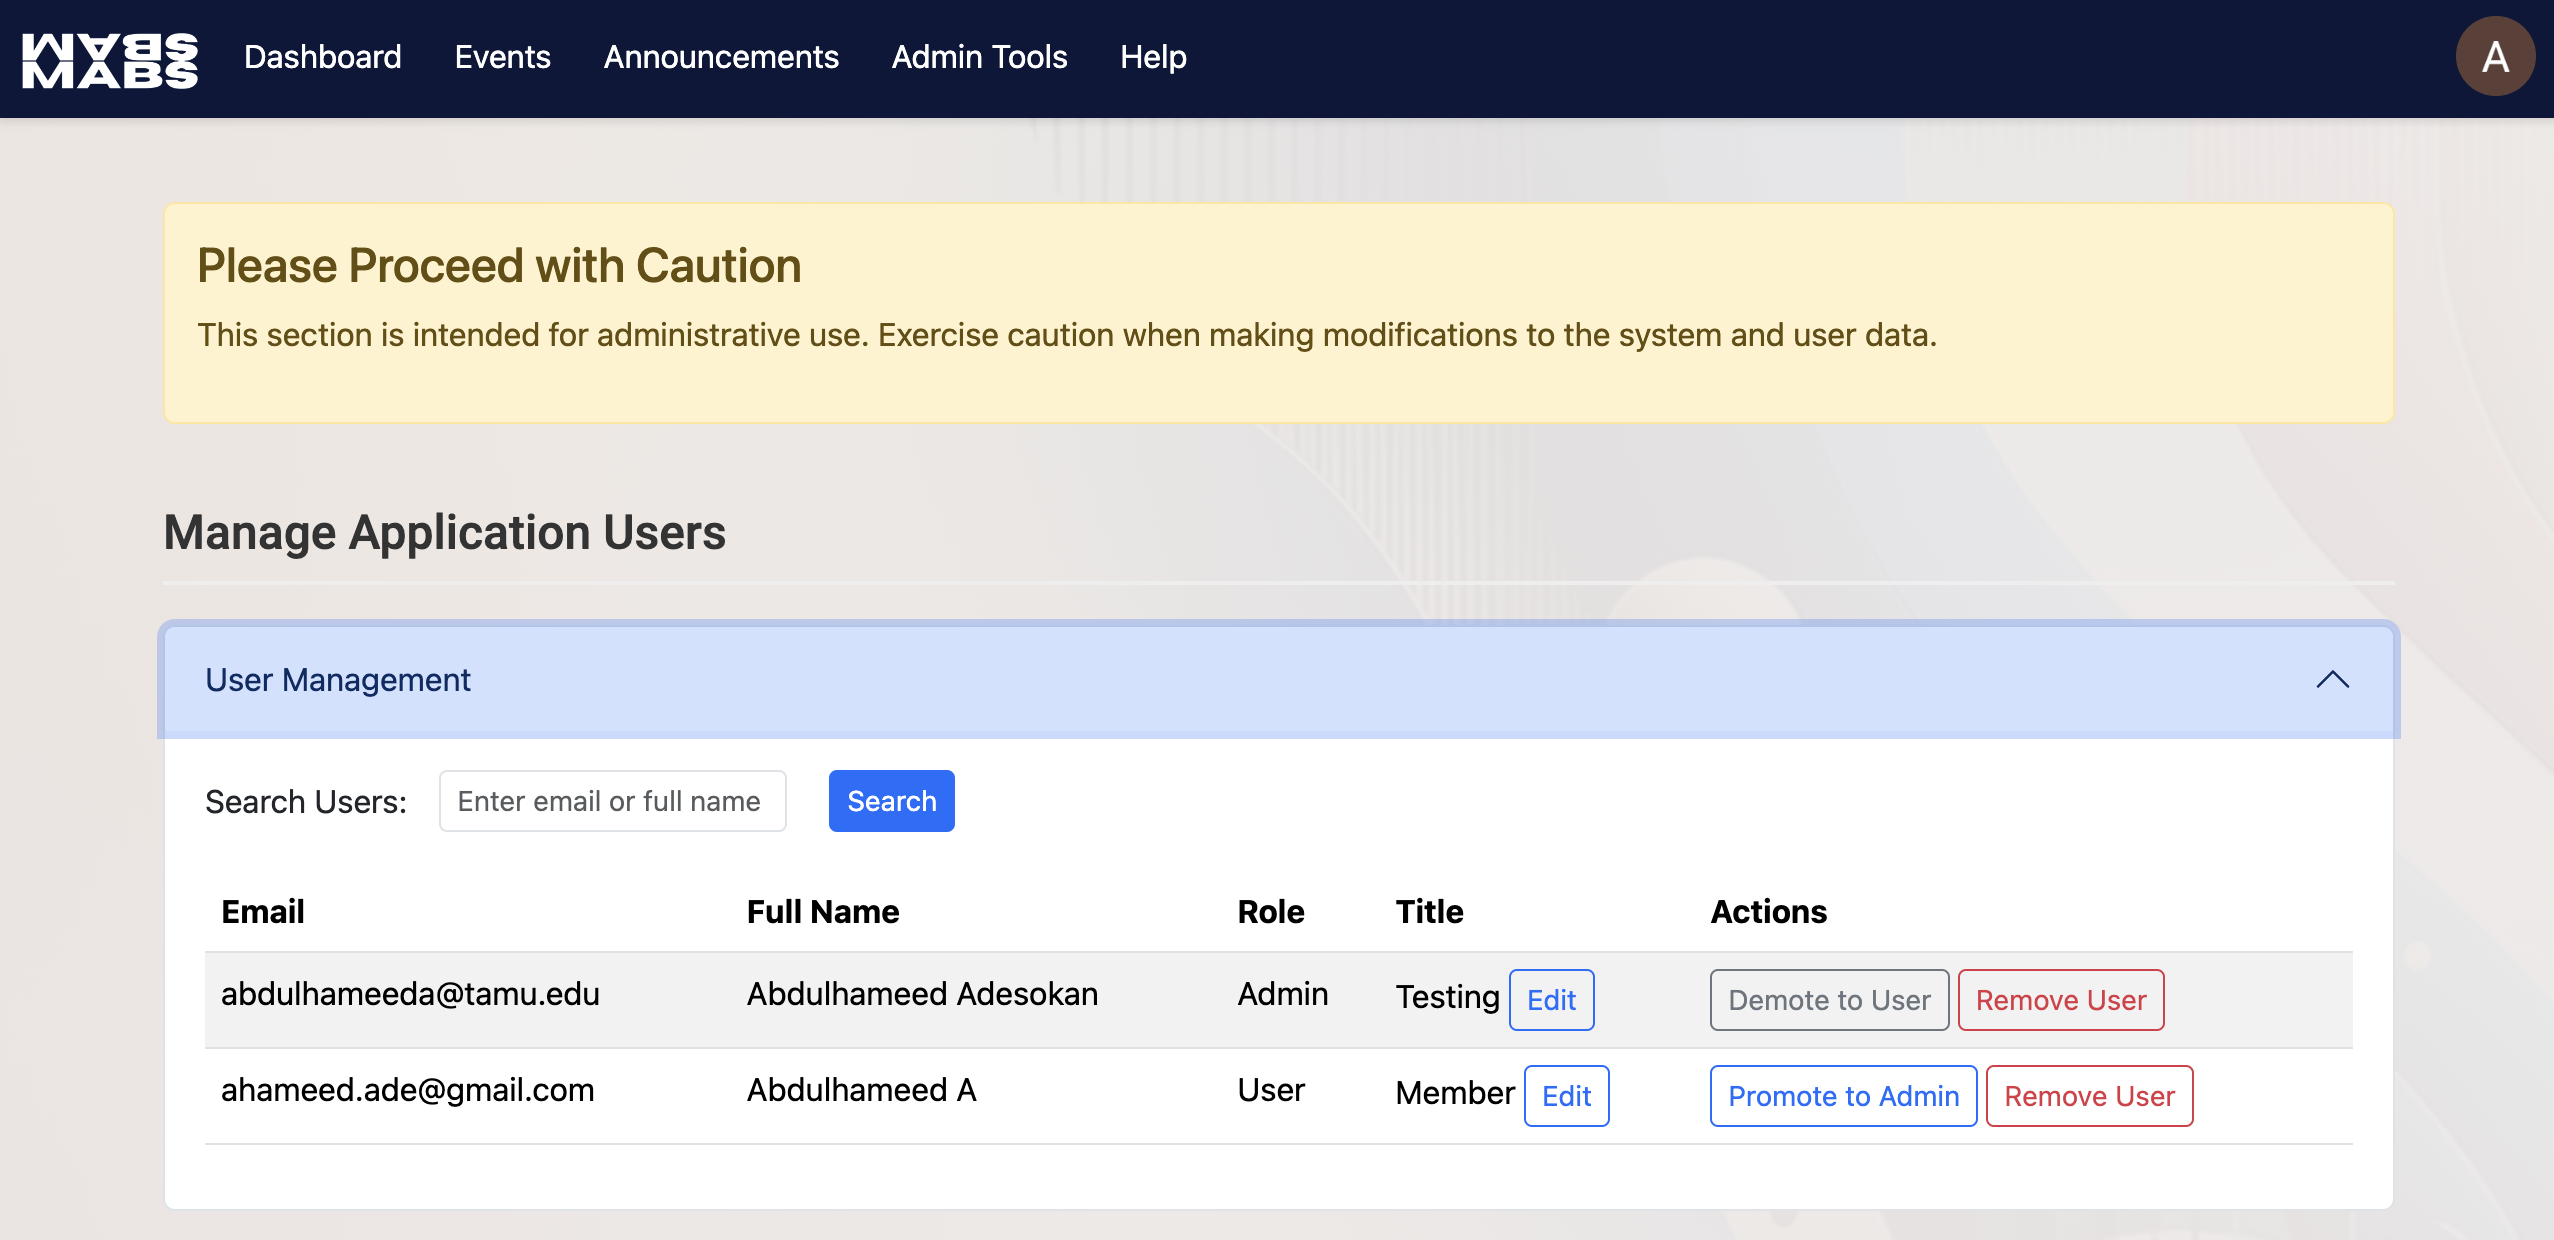 MABS
MABS Dashboard Events Announcements Admin Tools Help A
Please Proceed with Caution
This section is intended for administrative use. Exercise caution when making modifications to the system and user data.
Manage Application Users
User Management
Search Users: Enter email or full name Search
Email Full Name Role Title Actions
abdulhameeda@tamu.edu Abdulhameed Adesokan Admin Testing Edit Demote to User Remove User
ahameed.ade@gmail.com Abdulhameed A User Member Edit Promote to Admin Remove User